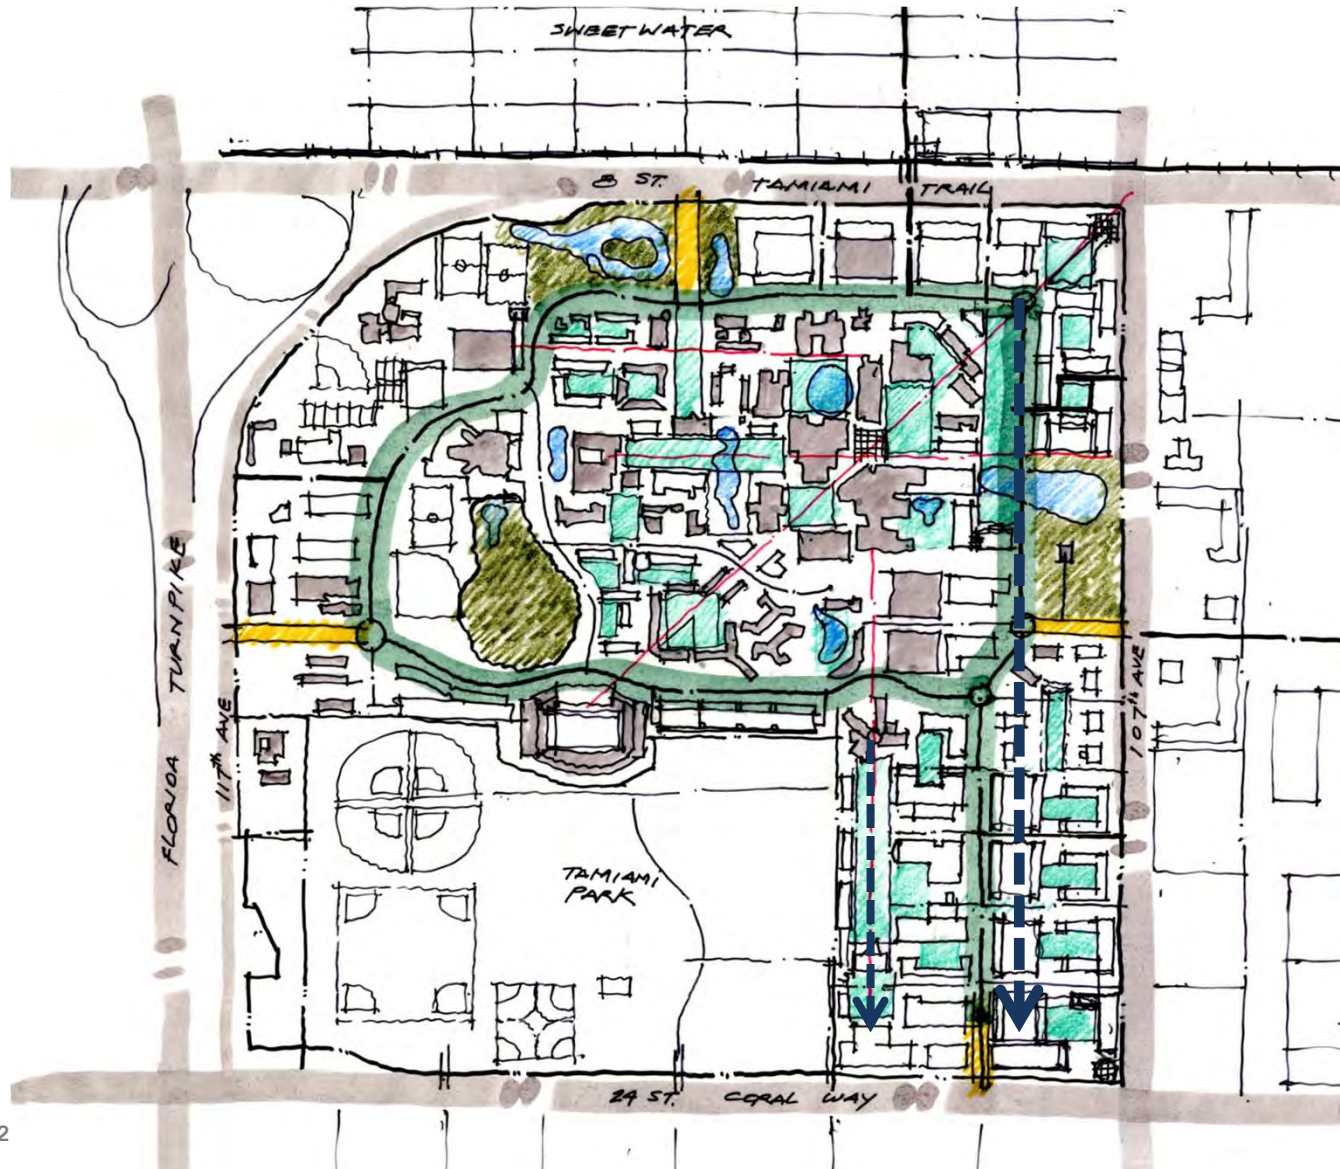 SWEETWATER
8 ST. TAMIAMI TRAIL
FLORIDA TURNPIKE
117th AVE
107th AVE
TAMIAMI
PARK
24 ST. CORAL WAY
2